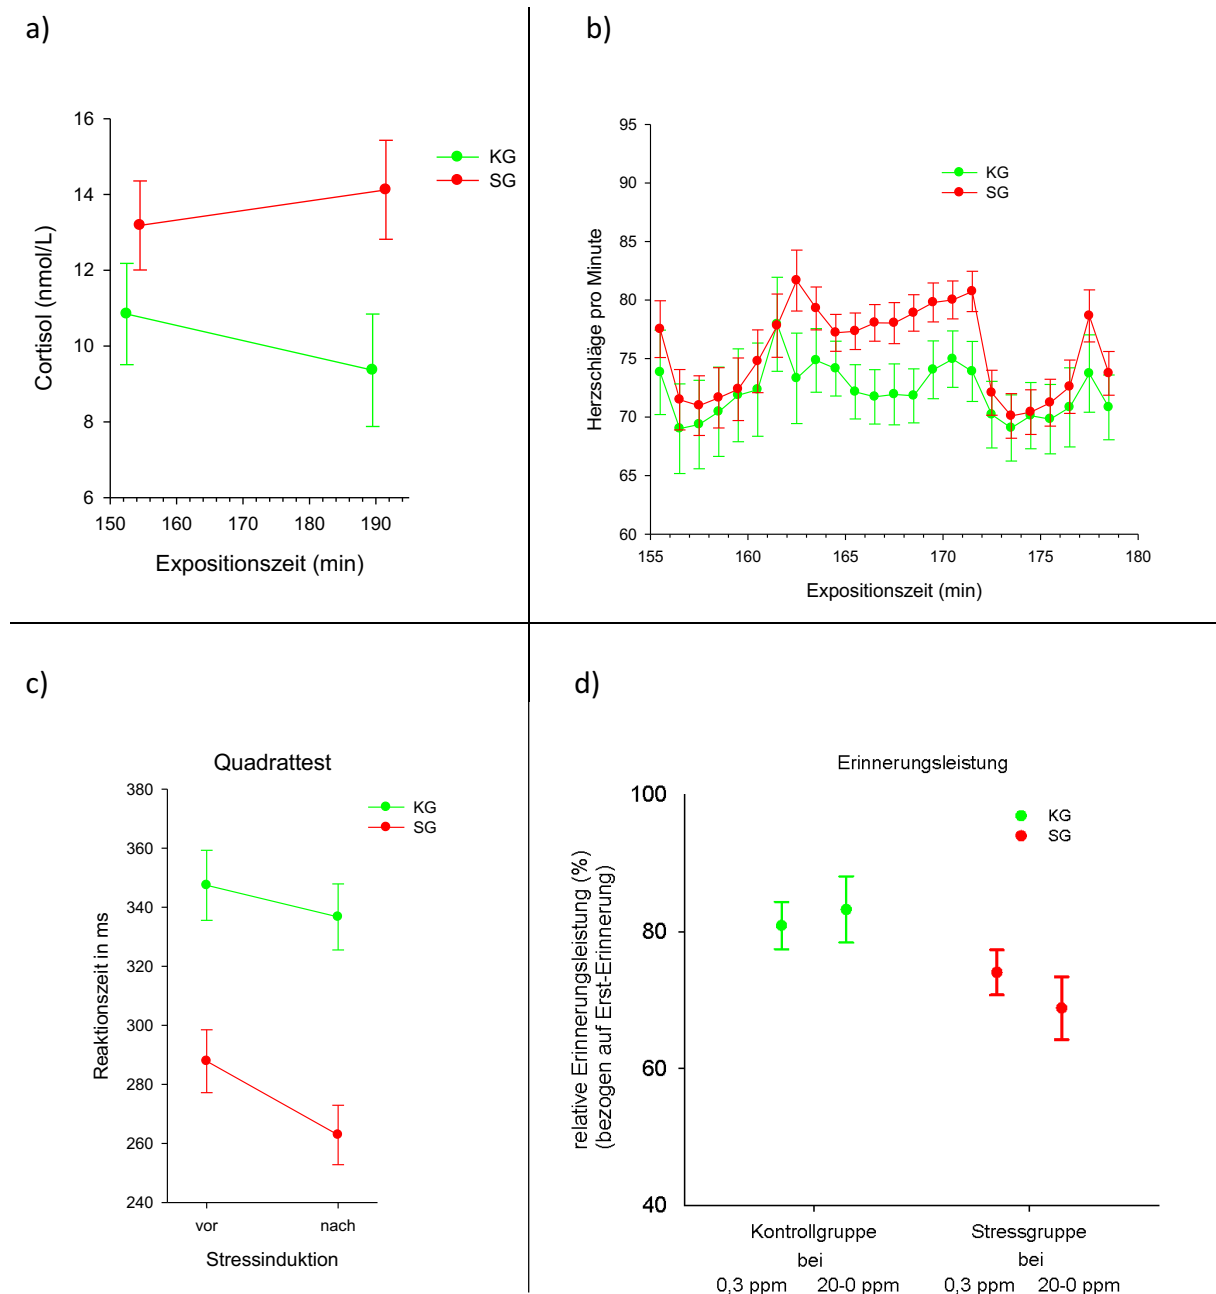 a)
16
14
12
10
8
6
Cortisol (nmol/L)
150 160 170 180 190
Expositionszeit (min)
KG
SG
b)
95
90
85
80
75
70
65
60
Herzschläge pro Minute
155 160 165 170 175 180
Expositionszeit (min)
KG
SG
c)
Quadrattest
380
360
340
320
300
280
260
240
Reaktionszeit in ms
vor nach
Stressinduktion
KG
SG
d)
Erinnerungsleistung
100
80
60
40
relative Erinnerungsleistung (%)
(bezogen auf Erst-Erinnerung)
KG
SG
Kontrollgruppe Stressgruppe
bei bei
0,3 ppm 20-0 ppm 0,3 ppm 20-0 ppm